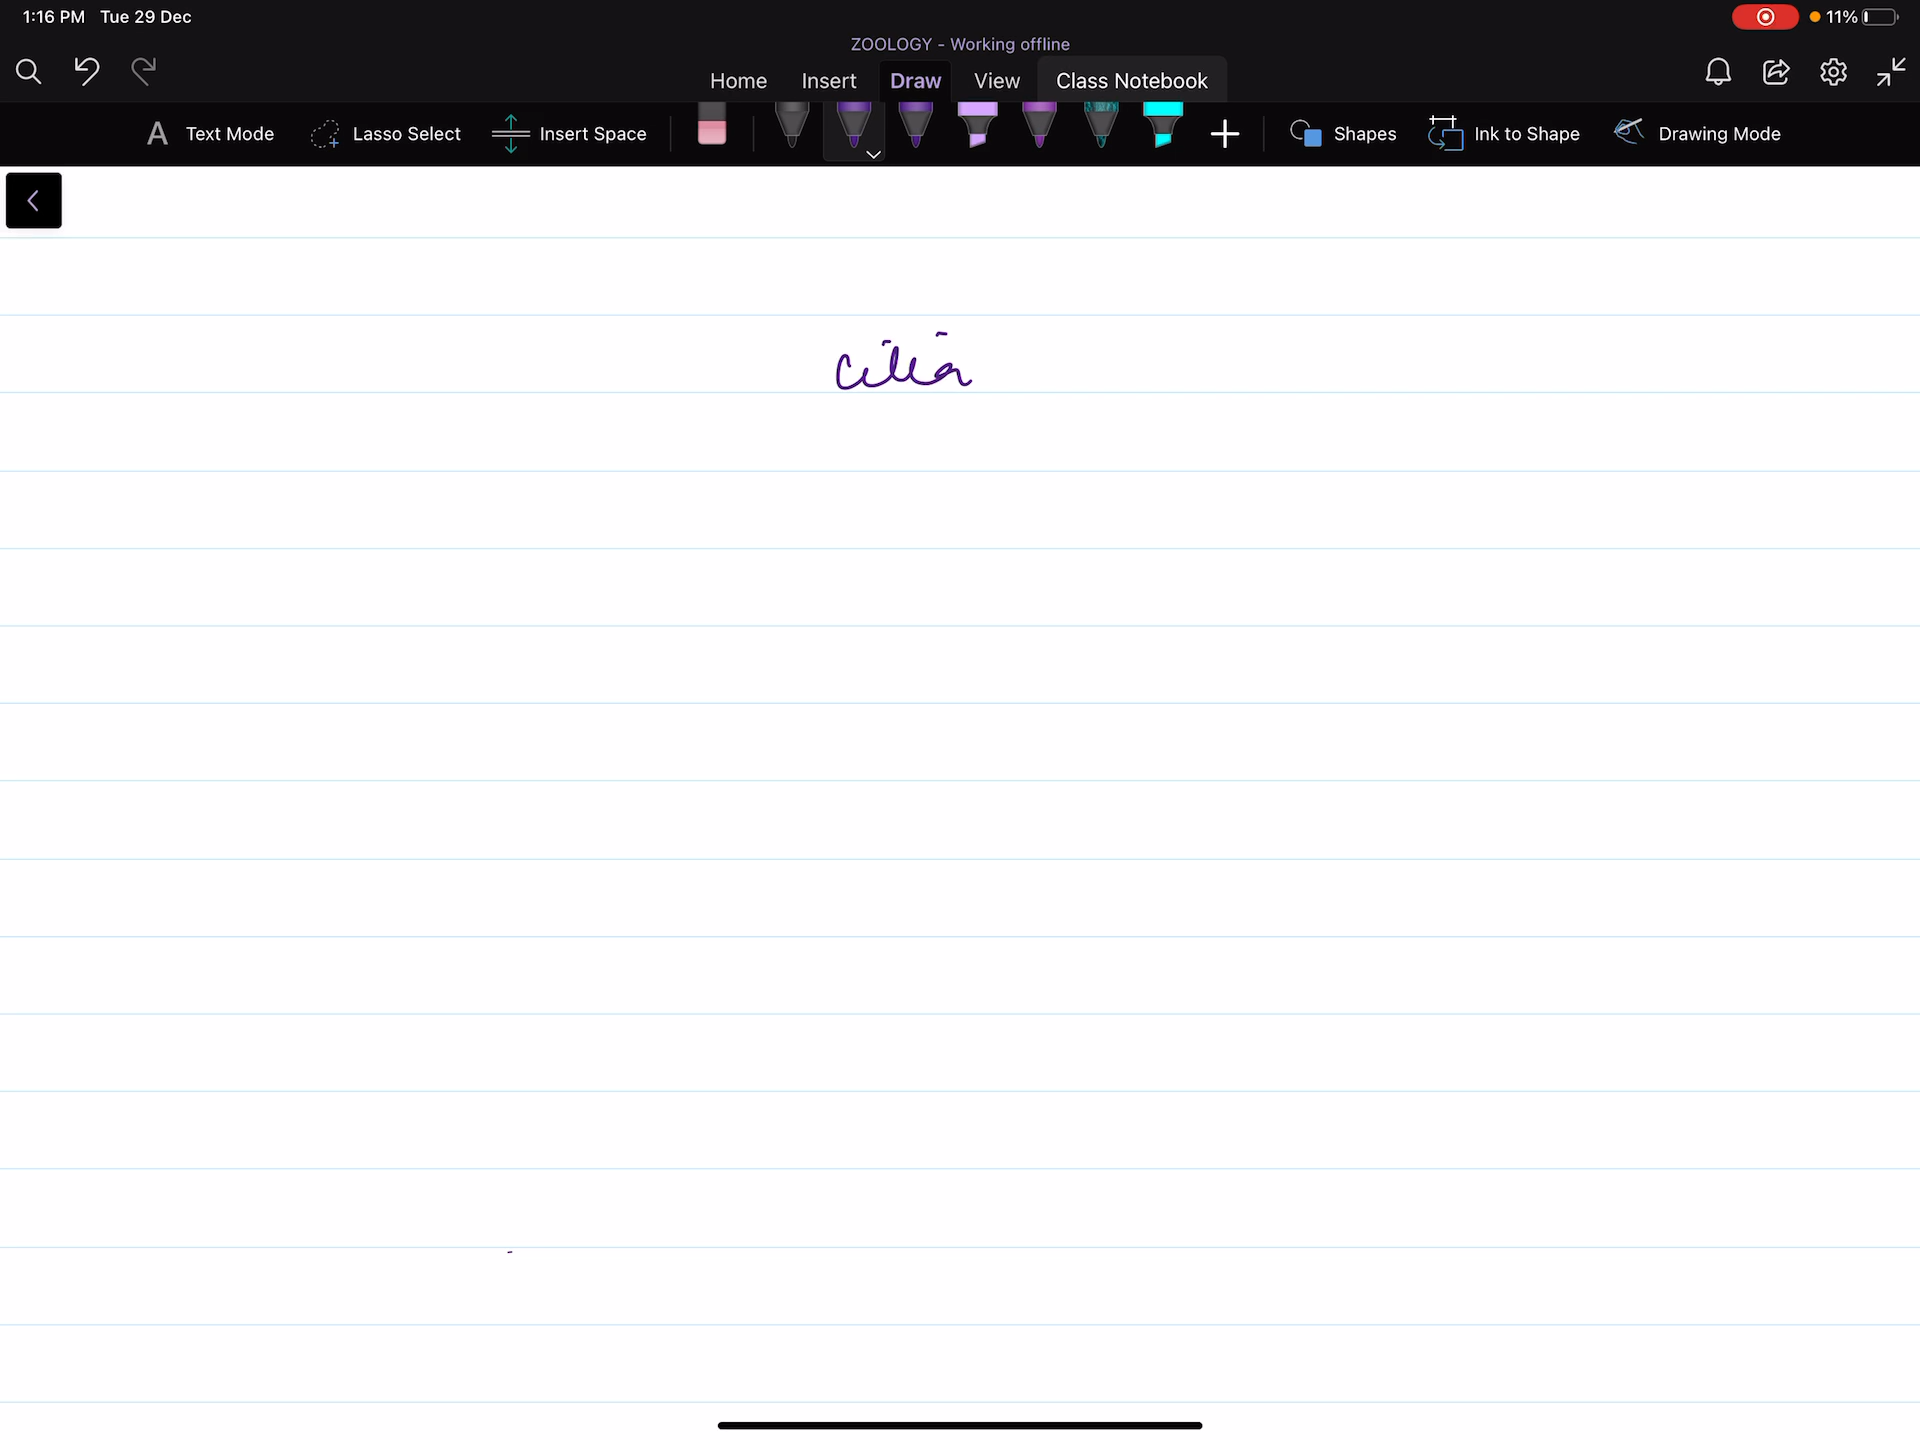 1:16 PM Tue 29 Dec 11%
ZOOLOGY - Working offline
Home Insert Draw View Class Notebook
A Text Mode Lasso Select Insert Space Shapes Ink to Shape Drawing Mode
cilia